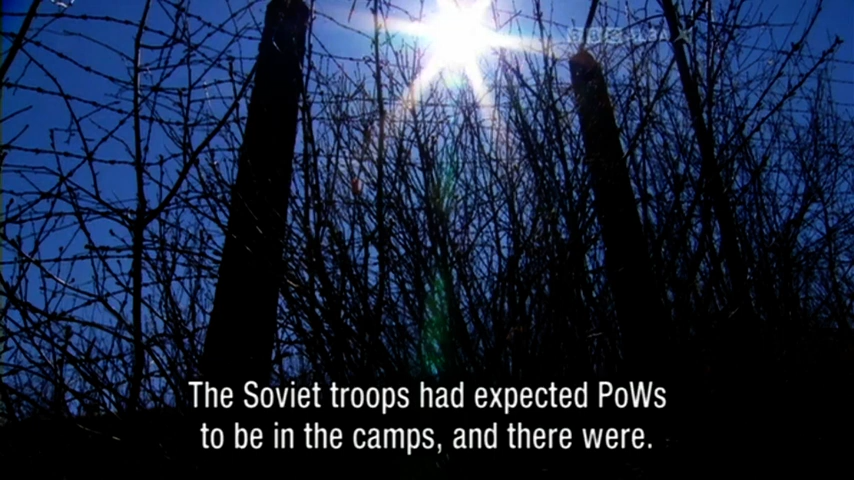 The Soviet troops had expected PoWs
to be in the camps, and there were.